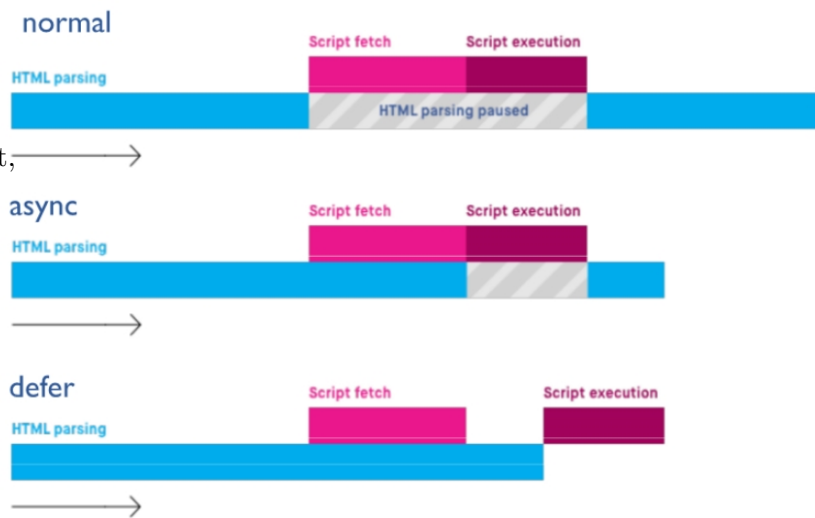 normal
Script fetch Script execution
HTML parsing
HTML parsing paused
t,
async
Script fetch Script execution
HTML parsing
defer
Script fetch Script execution
HTML parsing